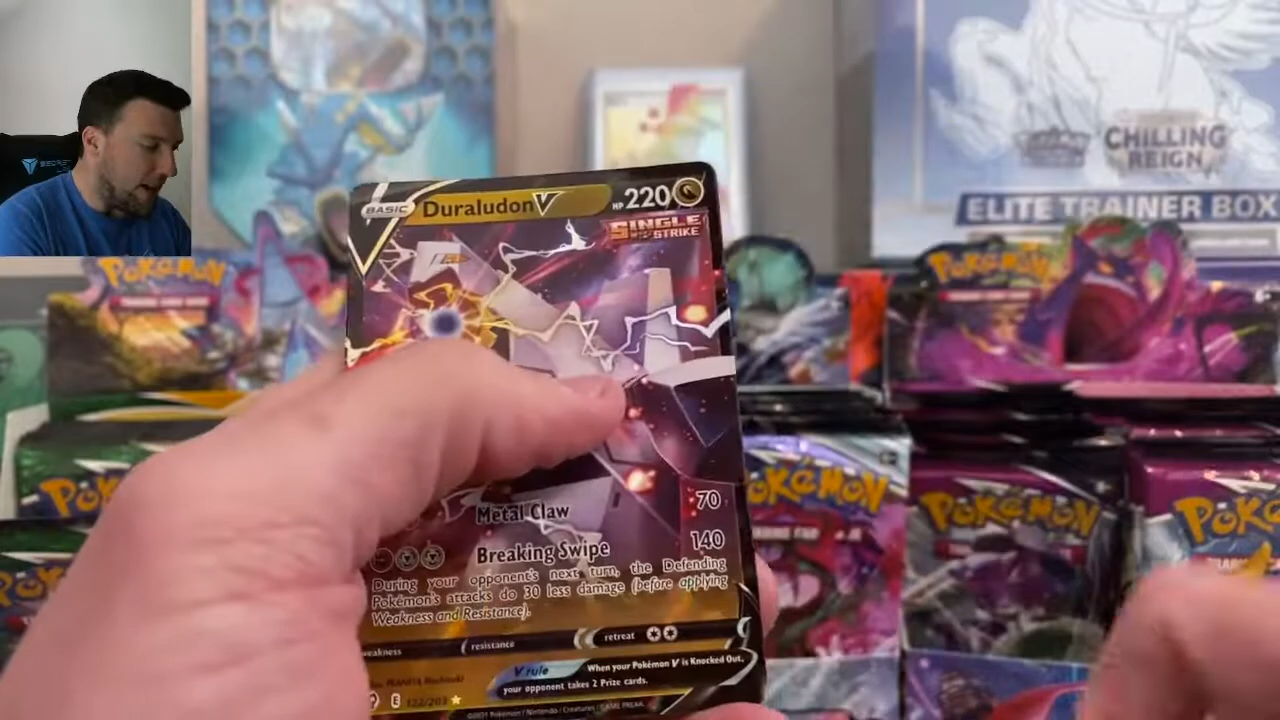 BASIC Duraludon V HP 220
SINGLE
STRIKE
Metal Claw 70
Breaking Swipe 140
During your opponent's next turn, the Defending
Pokémon's attacks do 30 less damage (before applying
Weakness and Resistance).
weakness resistance retreat
V rule When your Pokémon V is Knocked Out,
your opponent takes 2 Prize cards.
E 122/203
©2021 Pokémon / Nintendo / Creatures / GAME FREAK
CHILLING
REIGN
ELITE TRAINER BOX
POKÉMON
POKÉMON
POKÉMON
POKÉMON